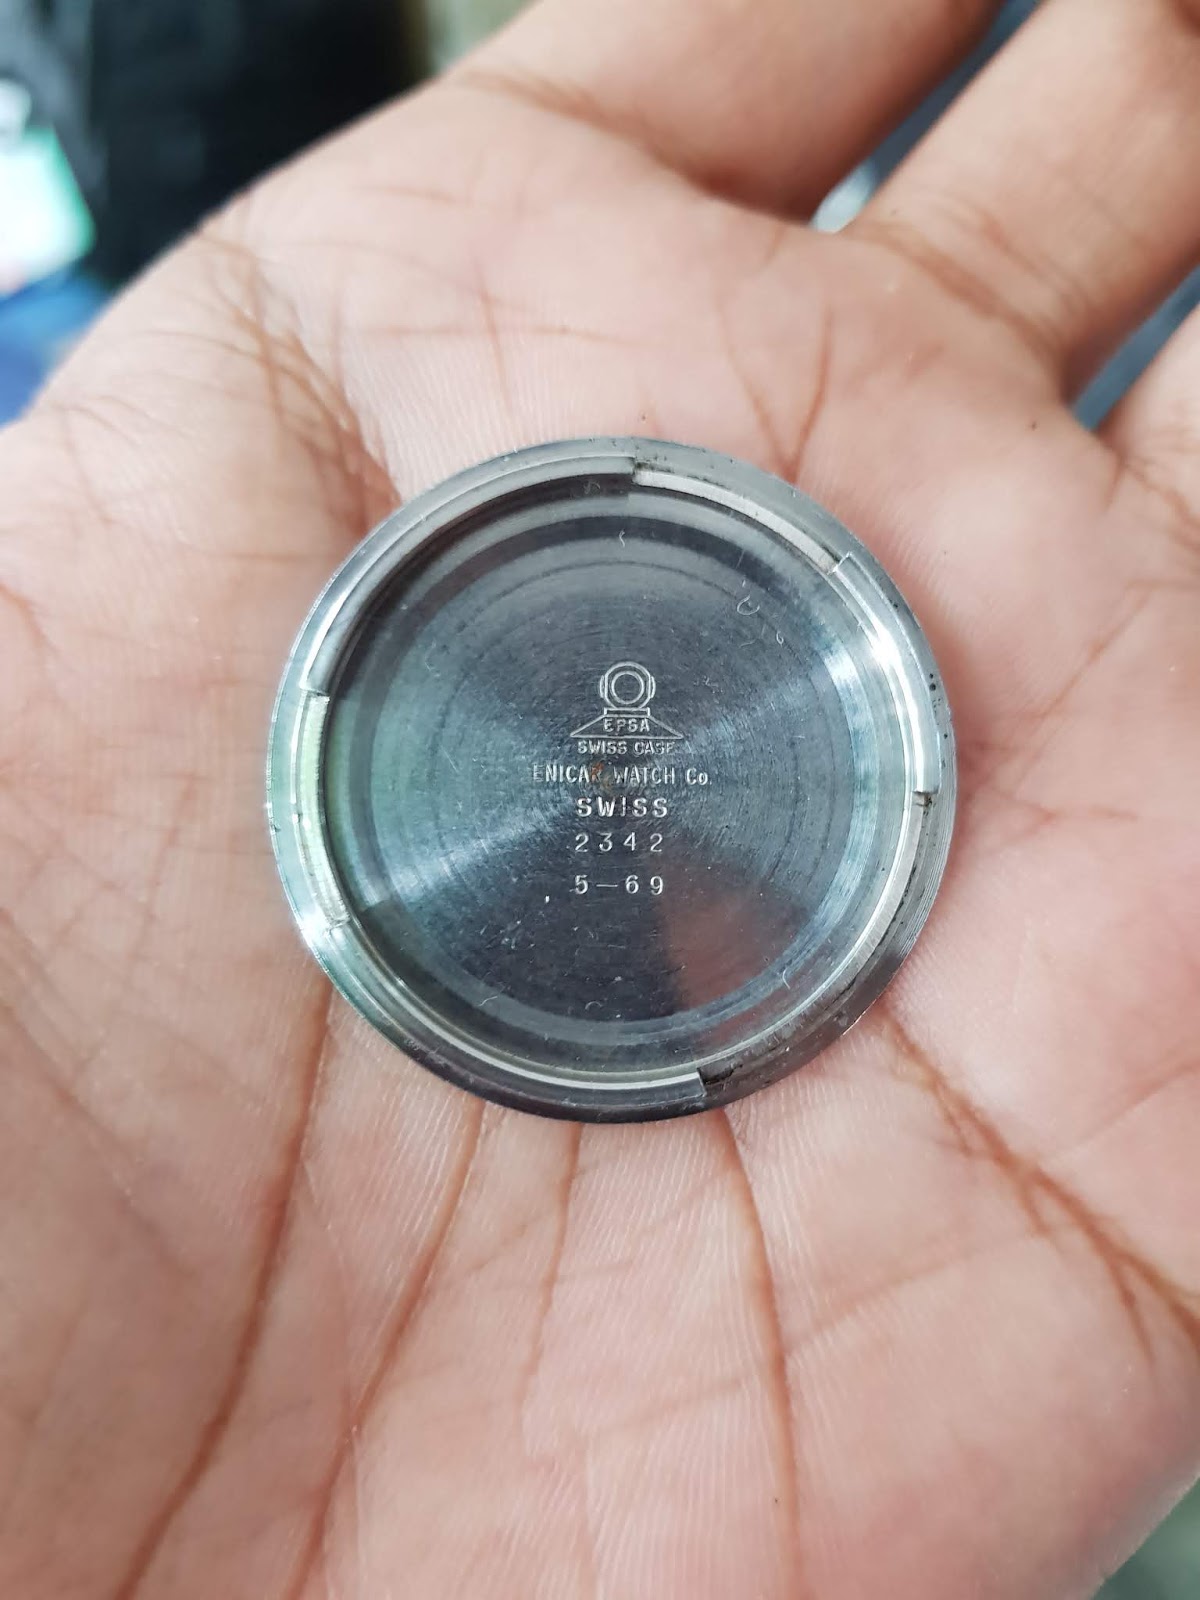 EPSA
SWISS CASE
ENICAR WATCH Co.
SWISS
2342
5-69